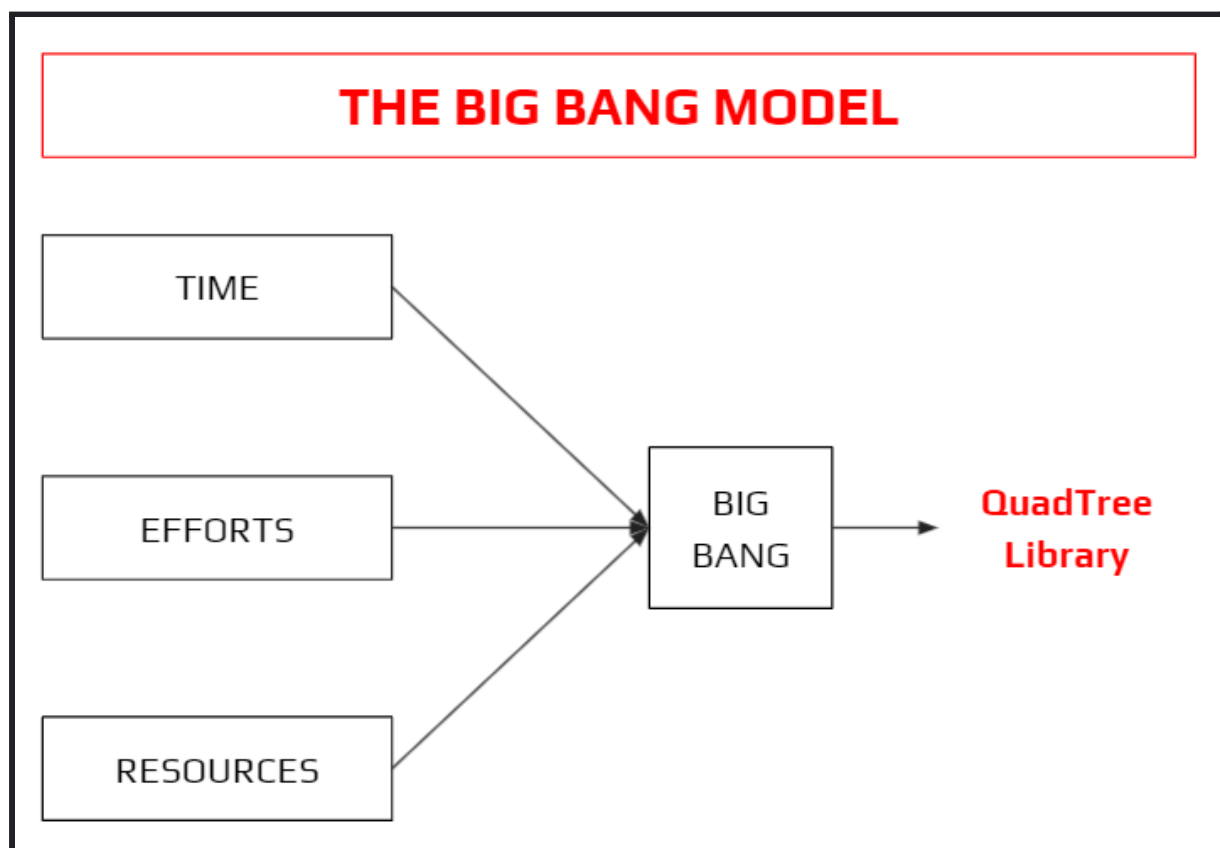 THE BIG BANG MODEL
TIME
EFFORTS
RESOURCES
BIG
BANG
QuadTree
Library